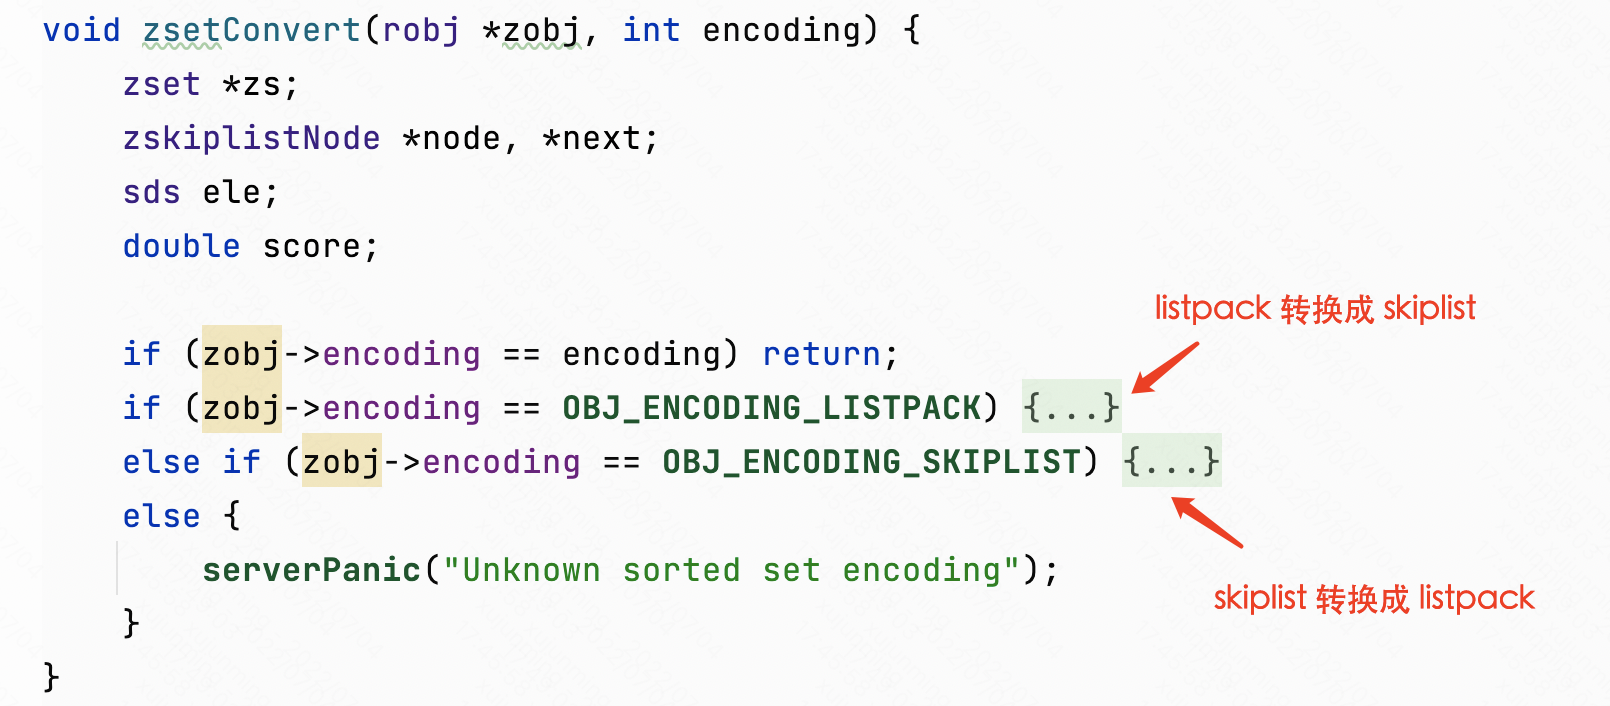 void zsetConvert(robj *zobj, int encoding) {
    zset *zs;
    zskiplistNode *node, *next;
    sds ele;
    double score;
listpack 转换成 skiplist
    if (zobj->encoding == encoding) return;
    if (zobj->encoding == OBJ_ENCODING_LISTPACK) {...}
    else if (zobj->encoding == OBJ_ENCODING_SKIPLIST) {...}
    else {
        serverPanic("Unknown sorted set encoding");
skiplist 转换成 listpack
    }
}